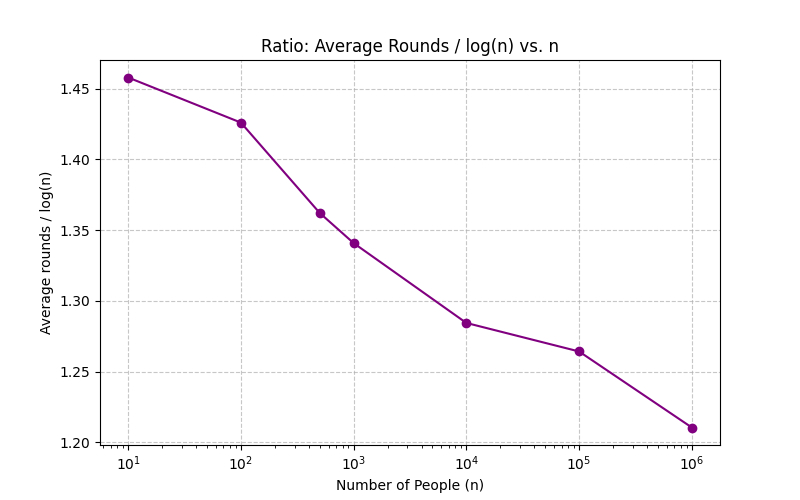 Ratio: Average Rounds / log(n) vs. n
Average rounds / log(n)
1.45
1.40
1.35
1.30
1.25
1.20
10¹ 10² 10³ 10⁴ 10⁵ 10⁶
Number of People (n)